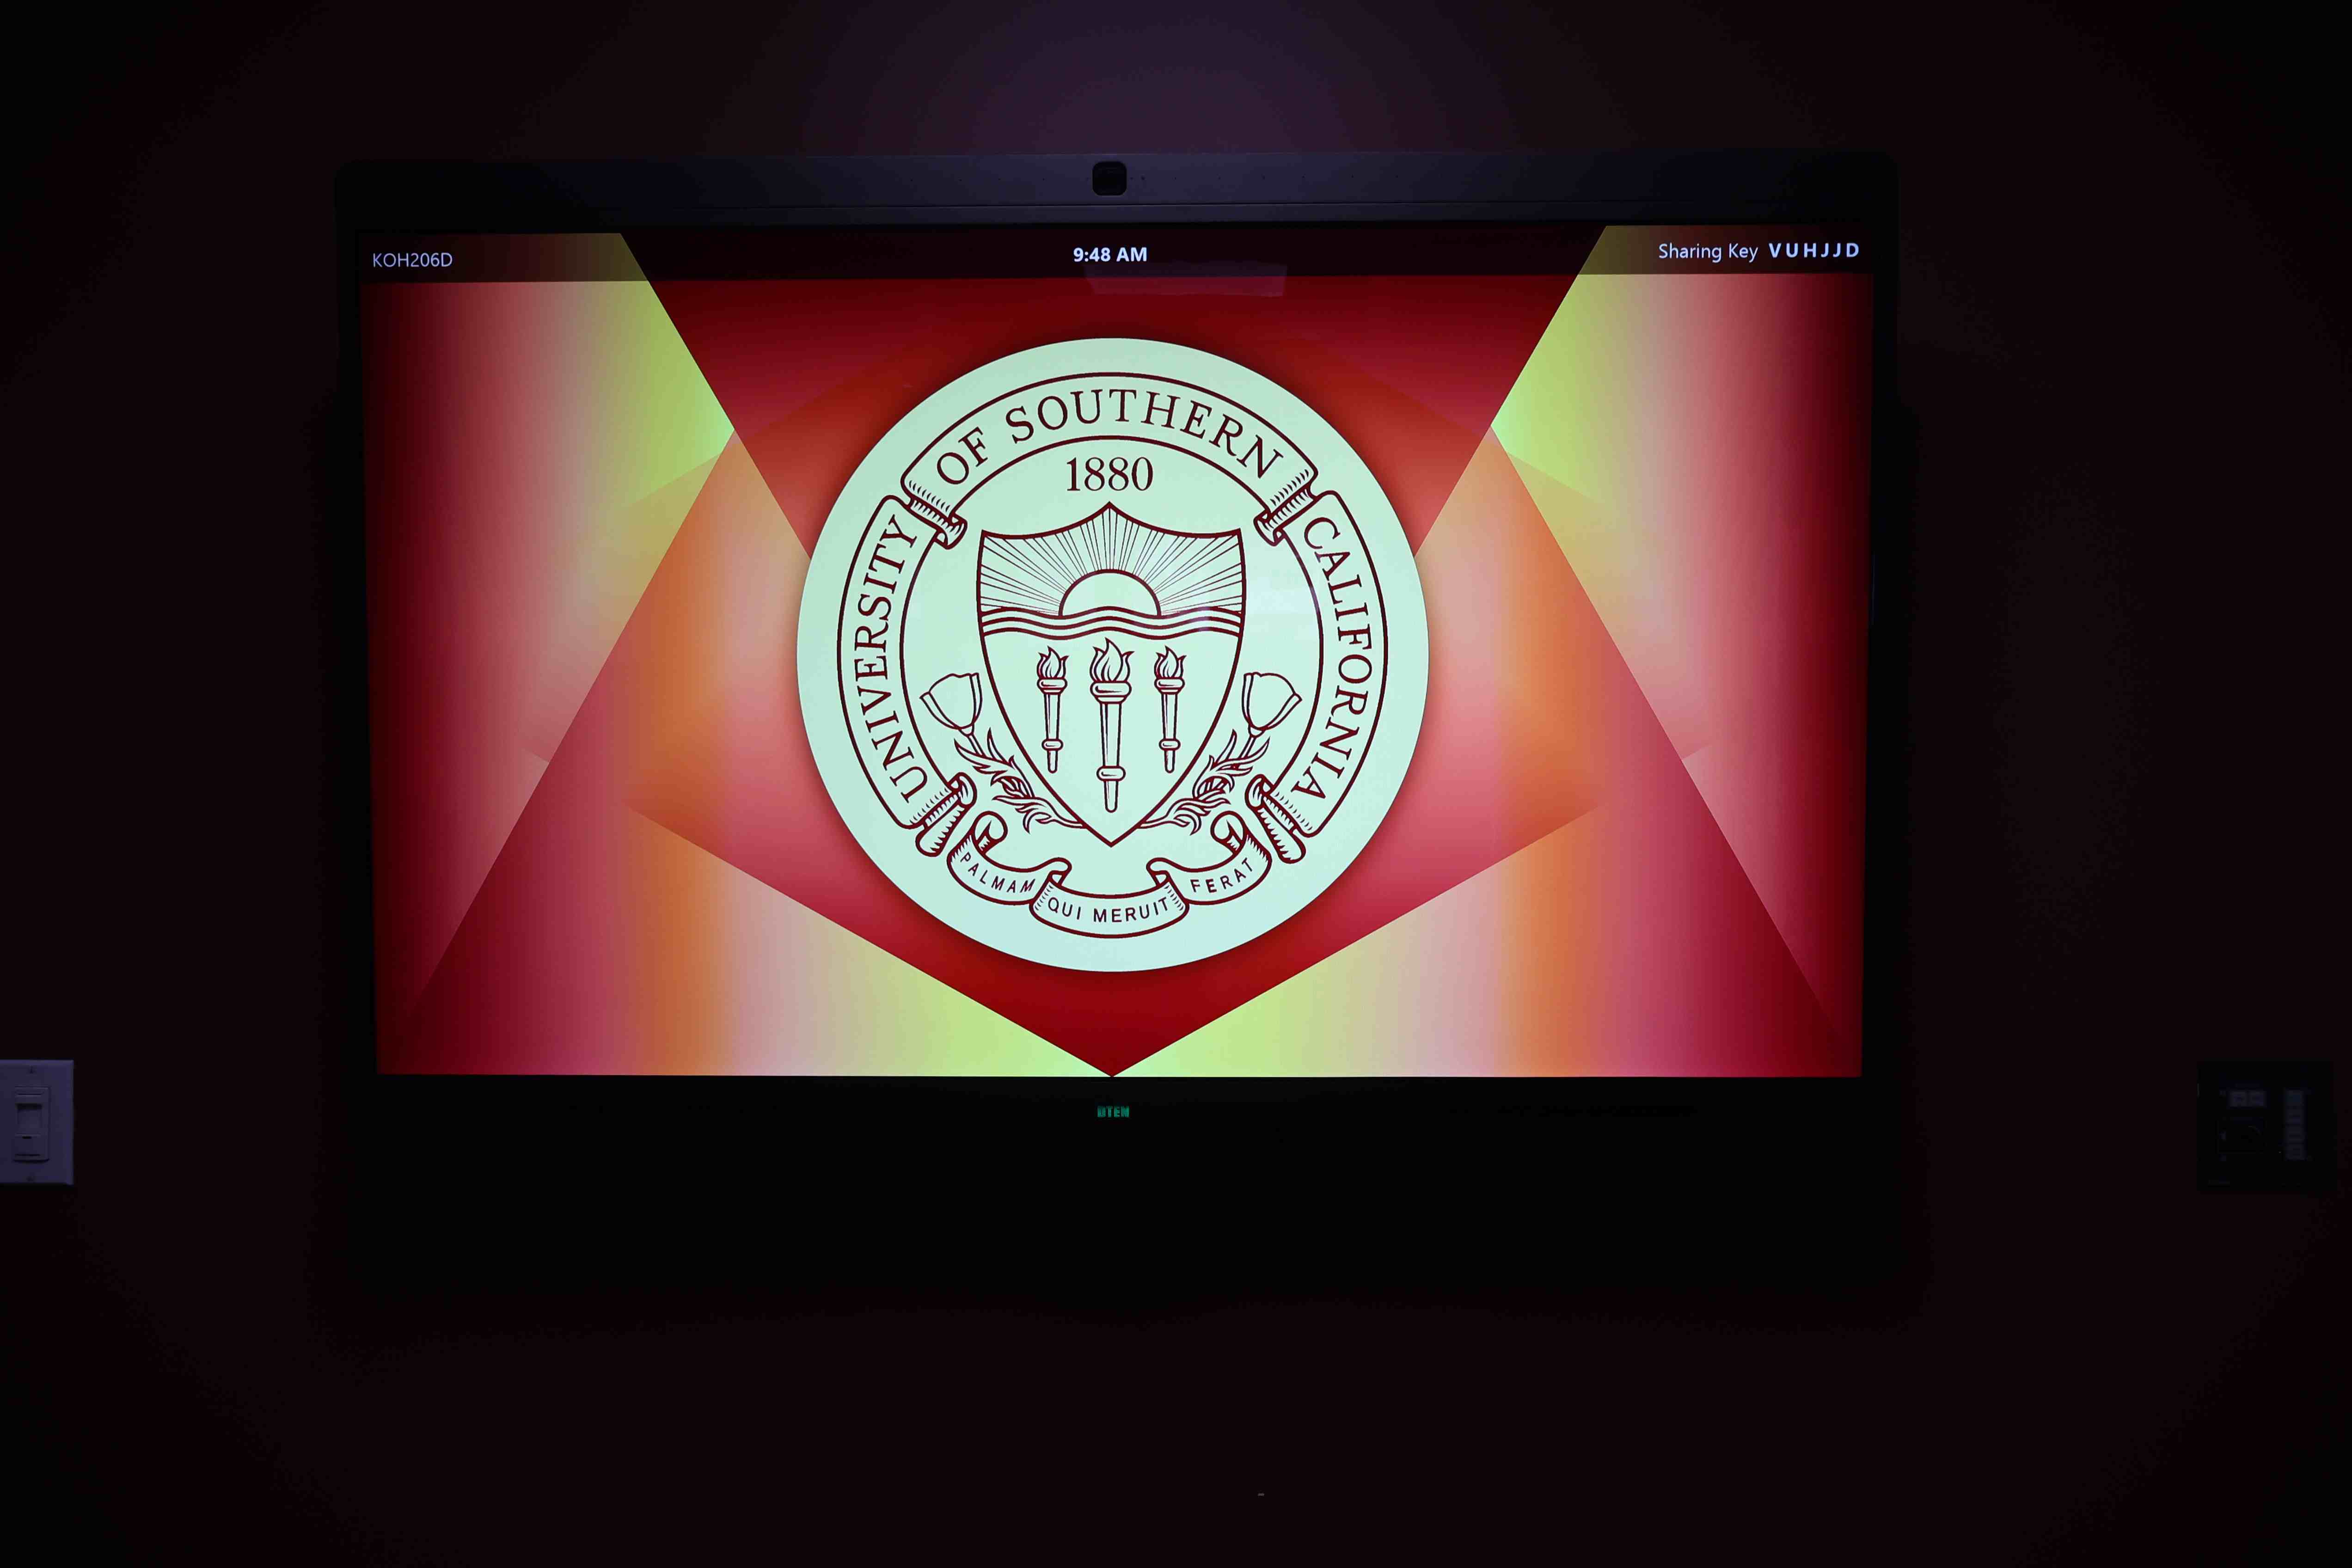 KOH206D
9:48 AM
Sharing Key VUHJJD
UNIVERSITY OF SOUTHERN CALIFORNIA
1880
PALMAM QUI MERUIT FERAT
DTEN